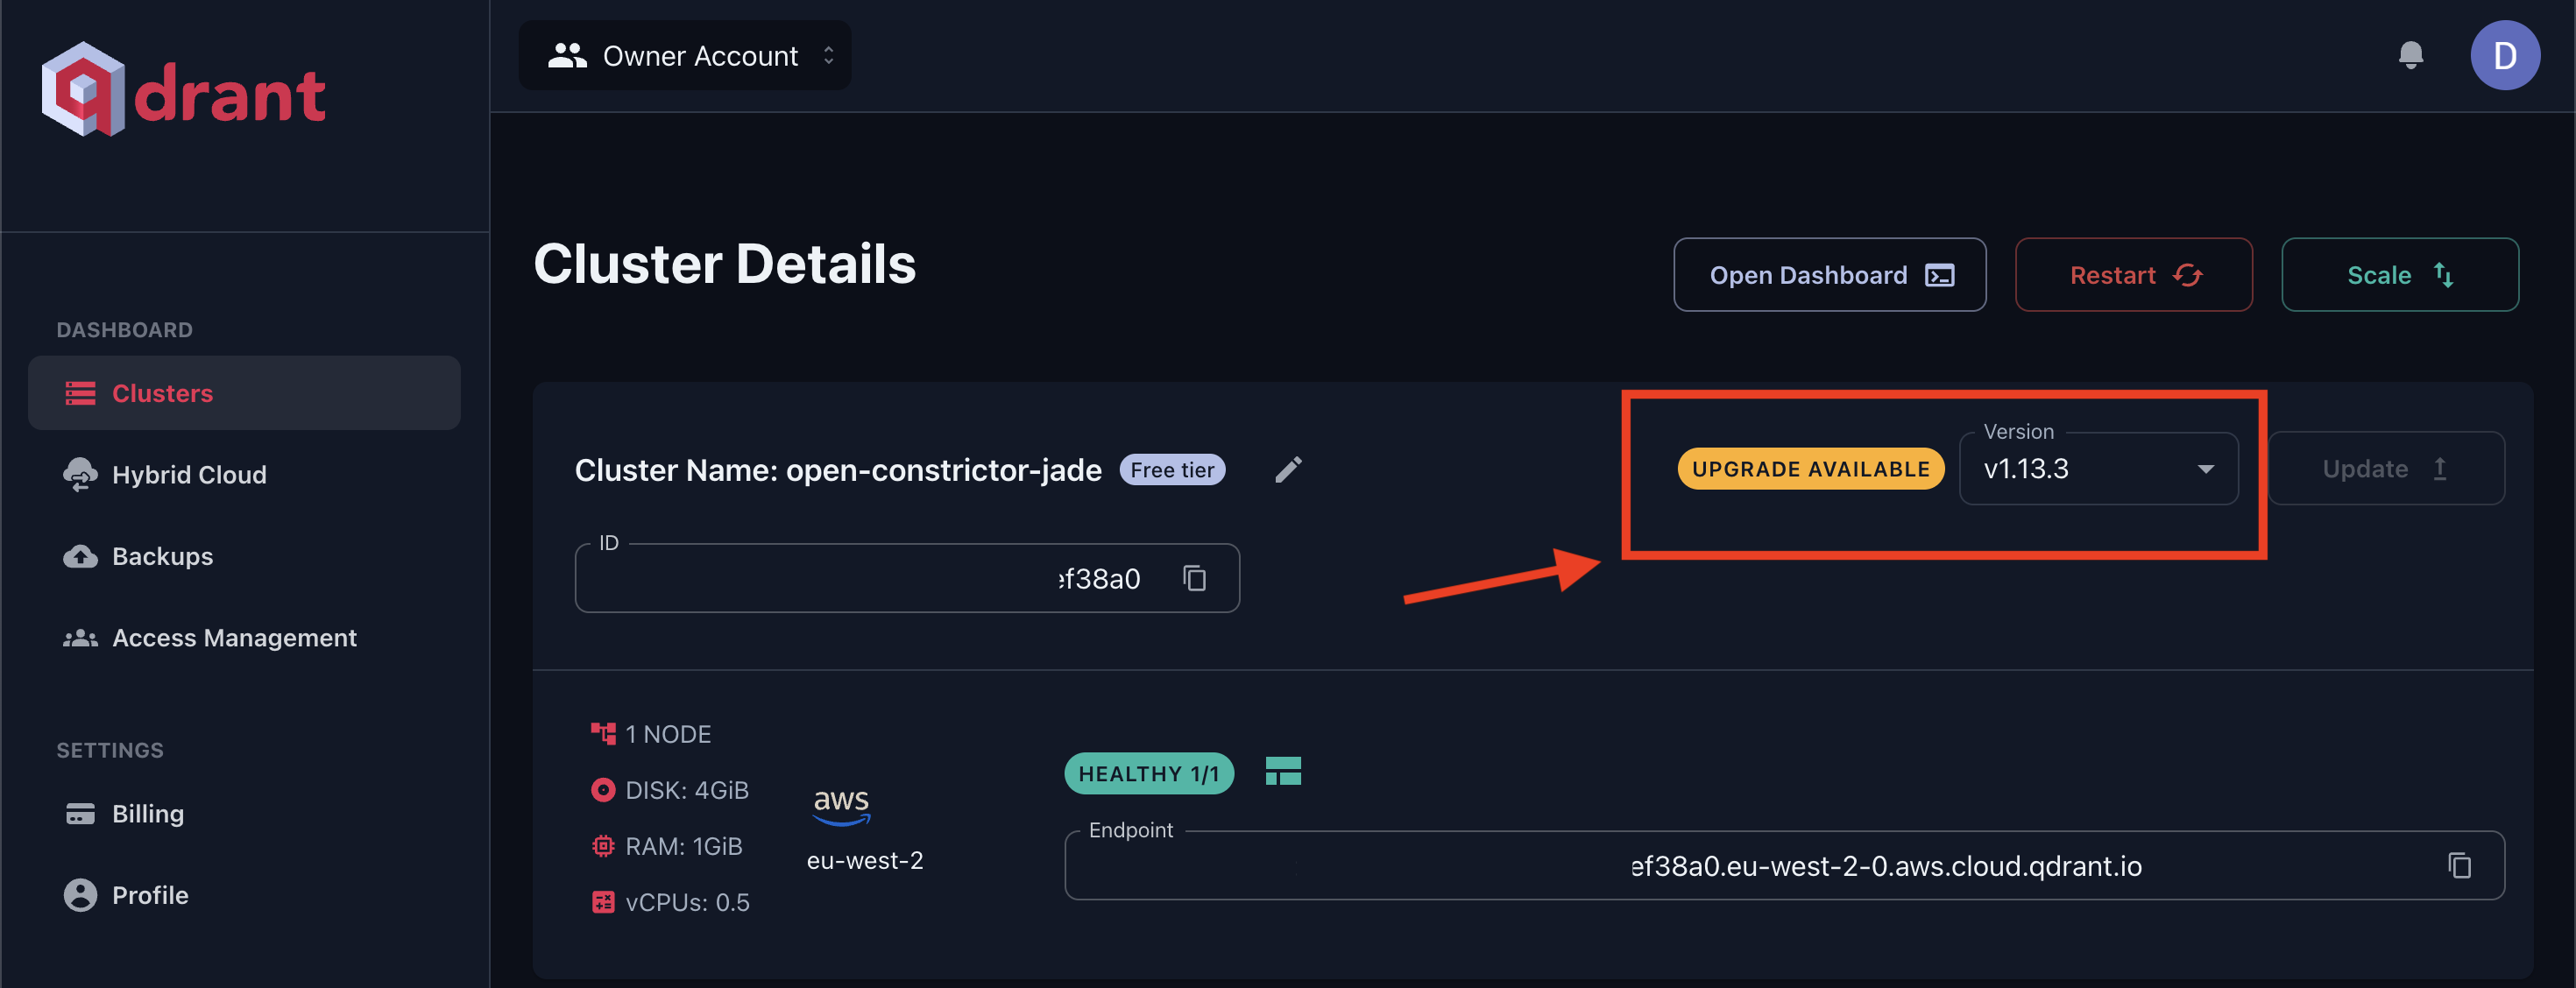 qdrant
Owner Account
D
DASHBOARD
Clusters
Hybrid Cloud
Backups
Access Management
SETTINGS
Billing
Profile
Cluster Details
Open Dashboard
Restart
Scale
Cluster Name: open-constrictor-jade
Free tier
UPGRADE AVAILABLE
Version
v1.13.3
Update
ID
ef38a0
1 NODE
DISK: 4GiB
RAM: 1GiB
vCPUs: 0.5
aws
eu-west-2
HEALTHY 1/1
Endpoint
ef38a0.eu-west-2-0.aws.cloud.qdrant.io